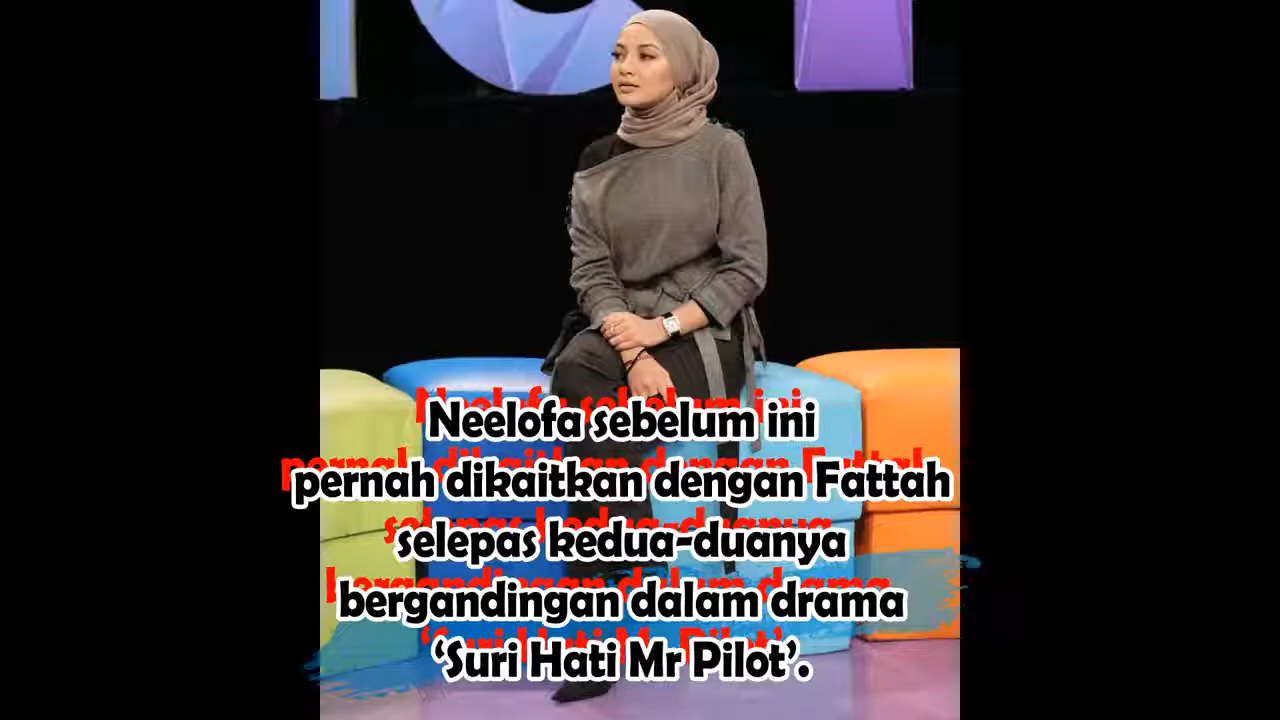 Neelofa sebelum ini
pernah dikaitkan dengan Fattah
selepas kedua-duanya
bergandingan dalam drama
‘Suri Hati Mr Pilot’.